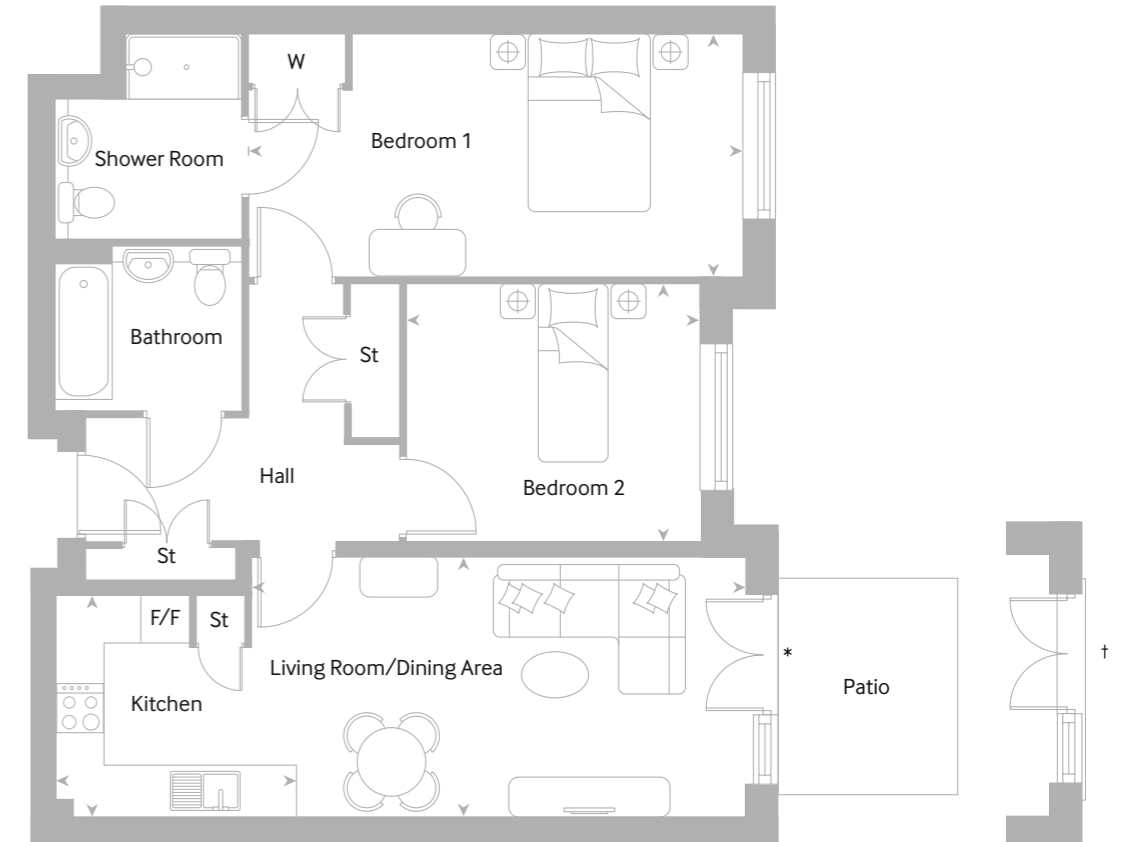 W
Bedroom 1
Shower Room
Bathroom
St
Hall
Bedroom 2
St
F/F
St
Living Room/Dining Area
Kitchen
*
Patio
†